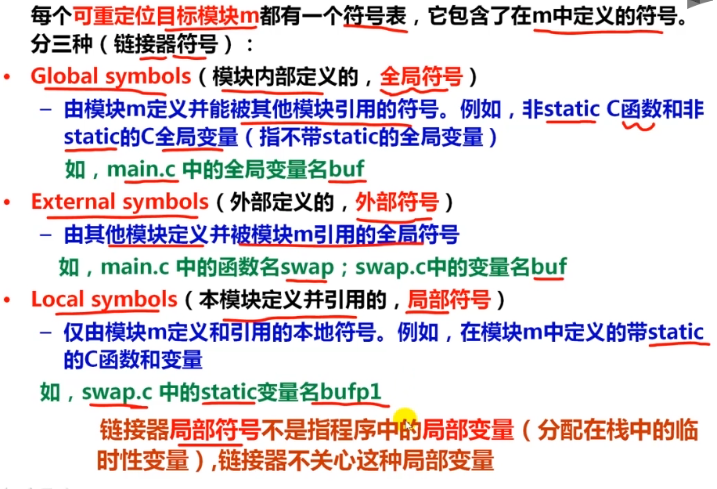 每个可重定位目标模块m都有一个符号表，它包含了在m中定义的符号。
分三种（链接器符号）：
• Global symbols（模块内部定义的，全局符号）
– 由模块m定义并能被其他模块引用的符号。例如，非static C函数和非
static的C全局变量（指不带static的全局变量）
如，main.c 中的全局变量名buf
• External symbols（外部定义的，外部符号）
– 由其他模块定义并被模块m引用的全局符号
如，main.c 中的函数名swap；swap.c中的变量名buf
• Local symbols（本模块定义并引用的，局部符号）
– 仅由模块m定义和引用的本地符号。例如，在模块m中定义的带static
的C函数和变量
如，swap.c 中的static变量名bufp1
链接器局部符号不是指程序中的局部变量（分配在栈中的临
时性变量）,链接器不关心这种局部变量